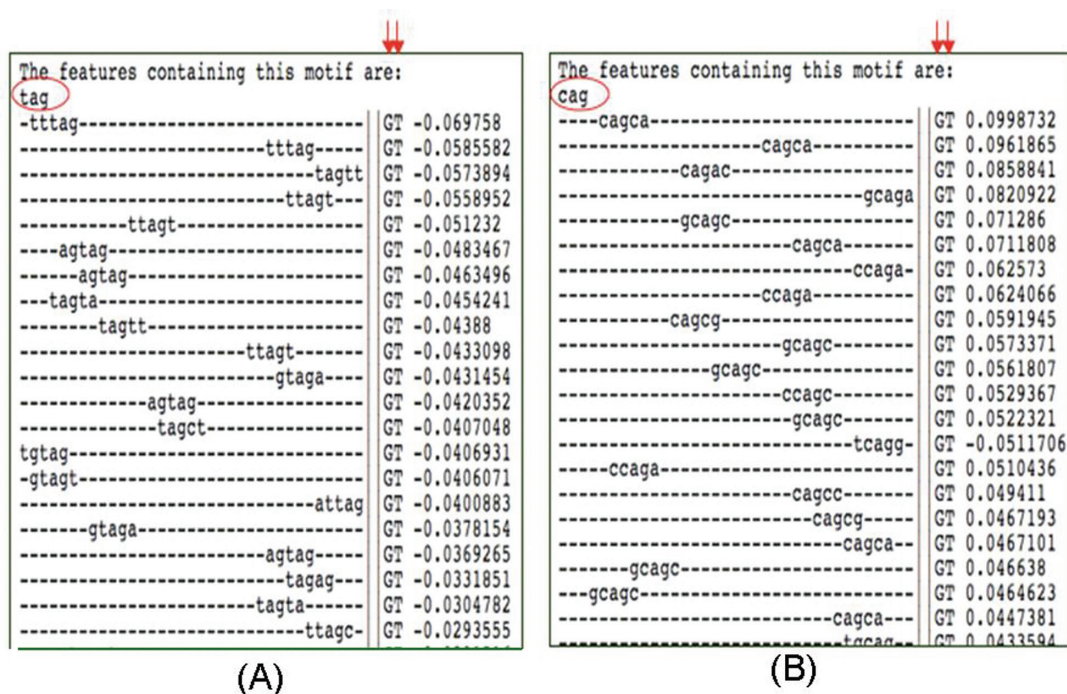 The features containing this motif are:
tag
-tttag----------------------------- GT -0.069758
-------------------------tttag----- GT -0.0585582
------------------------------tagtt GT -0.0573894
---------------------------ttagt--- GT -0.0558952
-----------ttagt------------------- GT -0.051232
----agtag-------------------------- GT -0.0483467
------agtag------------------------ GT -0.0463496
---tagta--------------------------- GT -0.0454241
--------tagtt---------------------- GT -0.04388
-----------------------ttagt------- GT -0.0433098
--------------------------gtaga---- GT -0.0431454
-------------agtag----------------- GT -0.0420352
--------------tagct---------------- GT -0.0407048
tgtag------------------------------ GT -0.0406931
-gtagt----------------------------- GT -0.0406071
------------------------------attag GT -0.0400883
-------gtaga----------------------- GT -0.0378154
-------------------------agtag----- GT -0.0369265
---------------------------tagag--- GT -0.0331851
------------------------tagta------ GT -0.0304782
-----------------------------ttagc- GT -0.0293555
(A)
The features containing this motif are:
cag
----cagca-------------------------- GT 0.0998732
--------------------cagca---------- GT 0.0961865
------------cagac------------------ GT 0.0858841
------------------------------gcaga GT 0.0820922
------------gcagc------------------ GT 0.071286
-----------------------cagca------- GT 0.0711808
-----------------------------ccaga- GT 0.062573
--------------------ccaga---------- GT 0.0624066
-----------cagcg------------------- GT 0.0591945
----------------------gcagc-------- GT 0.0573371
---------------gcagc--------------- GT 0.0561807
----------------------ccagc-------- GT 0.0529367
-----------------------gcagc------- GT 0.0522321
-----------------------------tcagg- GT -0.0511706
-----ccaga------------------------- GT 0.0510436
-----------------------cagcc------- GT 0.049411
-------------------------cagcg----- GT 0.0467193
----------------------------cagca-- GT 0.0467101
-------gcagc----------------------- GT 0.046638
---gcagc--------------------------- GT 0.0464623
---------------------------cagca--- GT 0.0447381
----------------------------tgcag-- GT 0.0433594
(B)